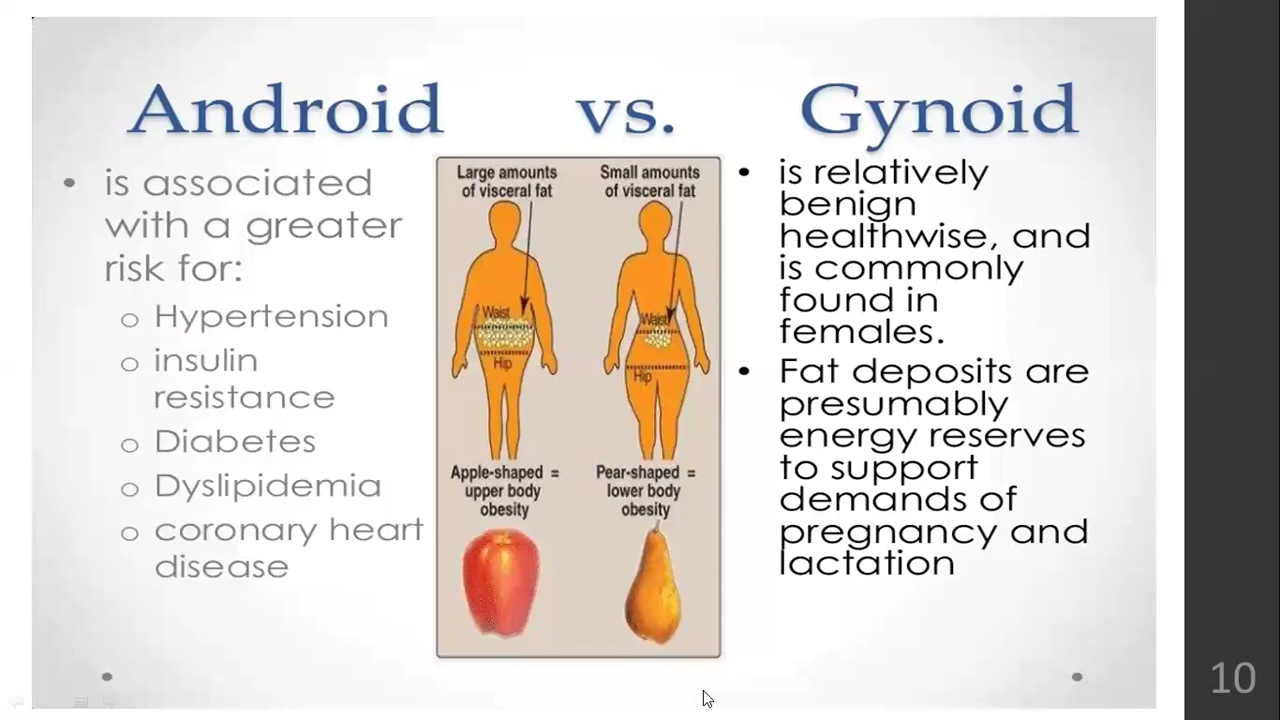 Android vs. Gynoid
• is associated
with a greater
risk for:
o Hypertension
o insulin
resistance
o Diabetes
o Dyslipidemia
o coronary heart
disease
Large amounts
of visceral fat
Small amounts
of visceral fat
Waist
Hip
Waist
Hip
Apple-shaped =
upper body
obesity
Pear-shaped =
lower body
obesity
• is relatively
benign
healthwise, and
is commonly
found in
females.
• Fat deposits are
presumably
energy reserves
to support
demands of
pregnancy and
lactation
10